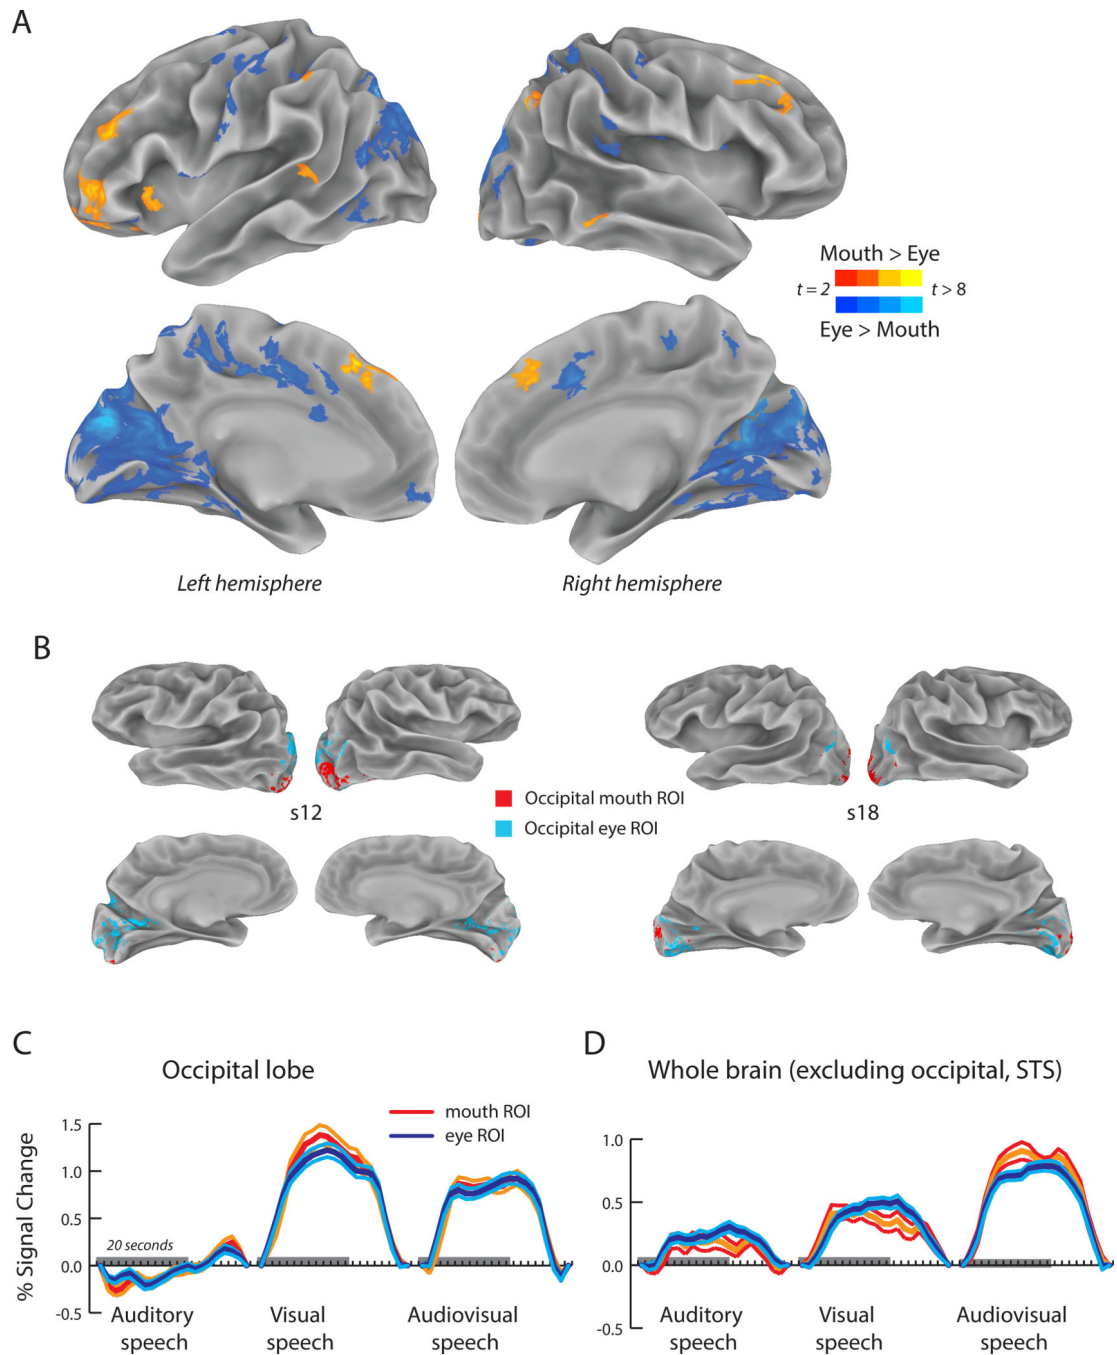 A
Mouth > Eye
t = 2
t > 8
Eye > Mouth
Left hemisphere
Right hemisphere
B
s12
Occipital mouth ROI
Occipital eye ROI
s18
C
Occipital lobe
mouth ROI
eye ROI
% Signal Change
1.5
1.0
0.5
0.0
-0.5
20 seconds
Auditory
speech
Visual
speech
Audiovisual
speech
D
Whole brain (excluding occipital, STS)
1.0
0.5
0.0
-0.5
Auditory
speech
Visual
speech
Audiovisual
speech